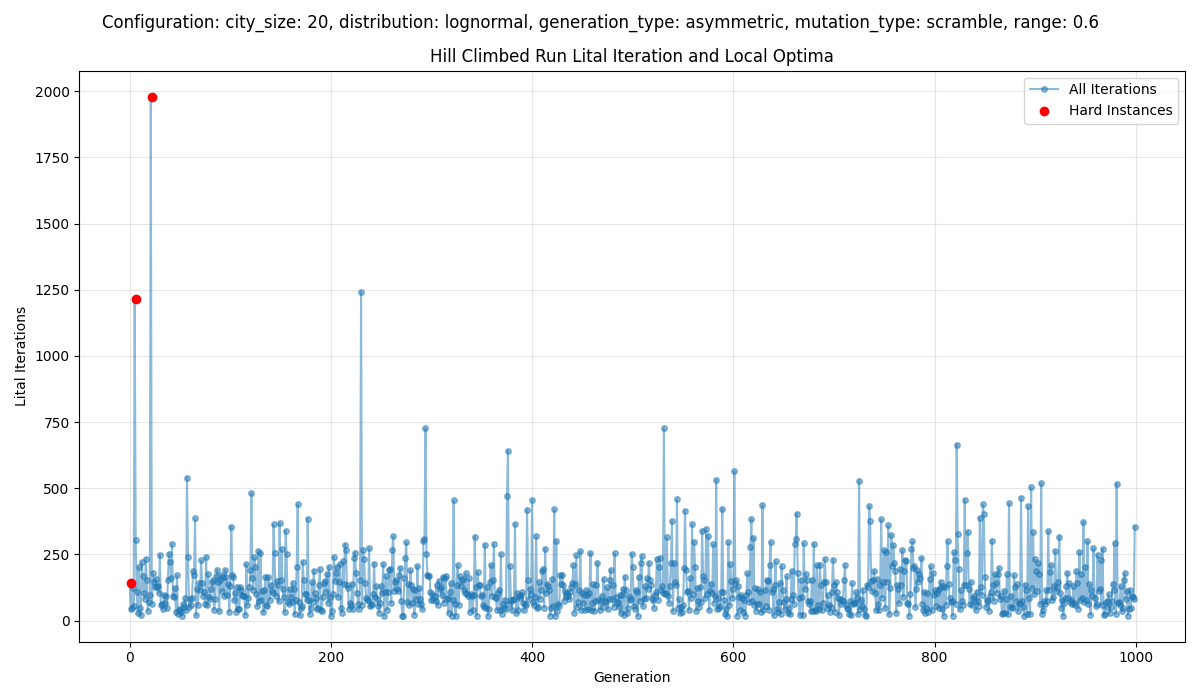 Configuration: city_size: 20, distribution: lognormal, generation_type: asymmetric, mutation_type: scramble, range: 0.6
Hill Climbed Run Lital Iteration and Local Optima
All Iterations
Hard Instances
2000
1750
1500
1250
1000
750
500
250
0
Lital Iterations
0
200
400
600
800
1000
Generation